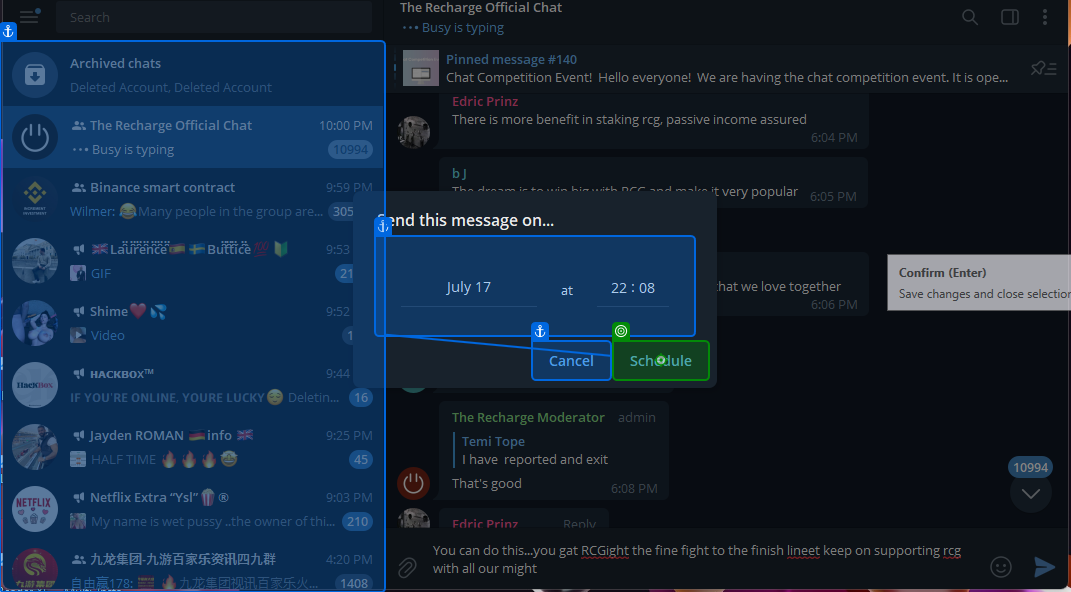 Search
The Recharge Official Chat
Busy is typing
Archived chats
Deleted Account, Deleted Account
The Recharge Official Chat 10:00 PM
Busy is typing 10994
Binance smart contract 9:59 PM
Wilmer: 😂Many people in the group are... 305
🇬🇧Laurence🇪🇸 🇸🇪Buttice💯🔰 9:53
GIF 21
Shime❤️💦 9:52
Video 1
HACKBOX™ 9:44
IF YOU'RE ONLINE, YOURE LUCKY😏 Deletin... 16
Jayden ROMAN 🇩🇪info 🇬🇧 9:25 PM
HALF TIME 🔥🔥🔥🤩 45
Netflix Extra “Ysl”🍿® 9:03 PM
My name is wet pussy ..the owner of thi... 210
九龙集团-九游百家乐资讯四九群 4:20 PM
自由赢178: 🧧🔥九龙集团视讯百家乐火... 1408
Pinned message #140
Chat Competition Event! Hello everyone! We are having the chat competition event. It is ope...
Edric Prinz
There is more benefit in staking rcg, passive income assured
6:04 PM
b J
The dream is to win big with RCG and make it very popular 6:05 PM
that we love together
6:06 PM
Send this message on...
July 17 at 22 : 08
Cancel Schedule
Confirm (Enter)
Save changes and close selection
The Recharge Moderator admin
Temi Tope
I have reported and exit
That's good 6:08 PM
10994
Edric Prinz Reply
You can do this...you gat RCGight the fine fight to the finish lineet keep on supporting rcg
with all our might